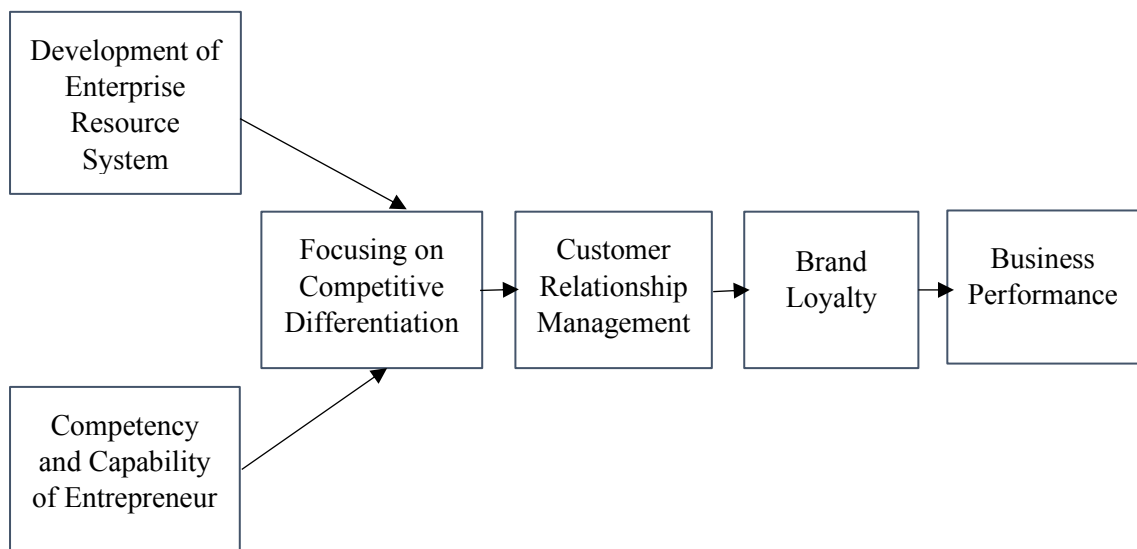 Development of
Enterprise
Resource
System
Focusing on
Competitive
Differentiation
Customer
Relationship
Management
Brand
Loyalty
Business
Performance
Competency
and Capability
of Entrepreneur